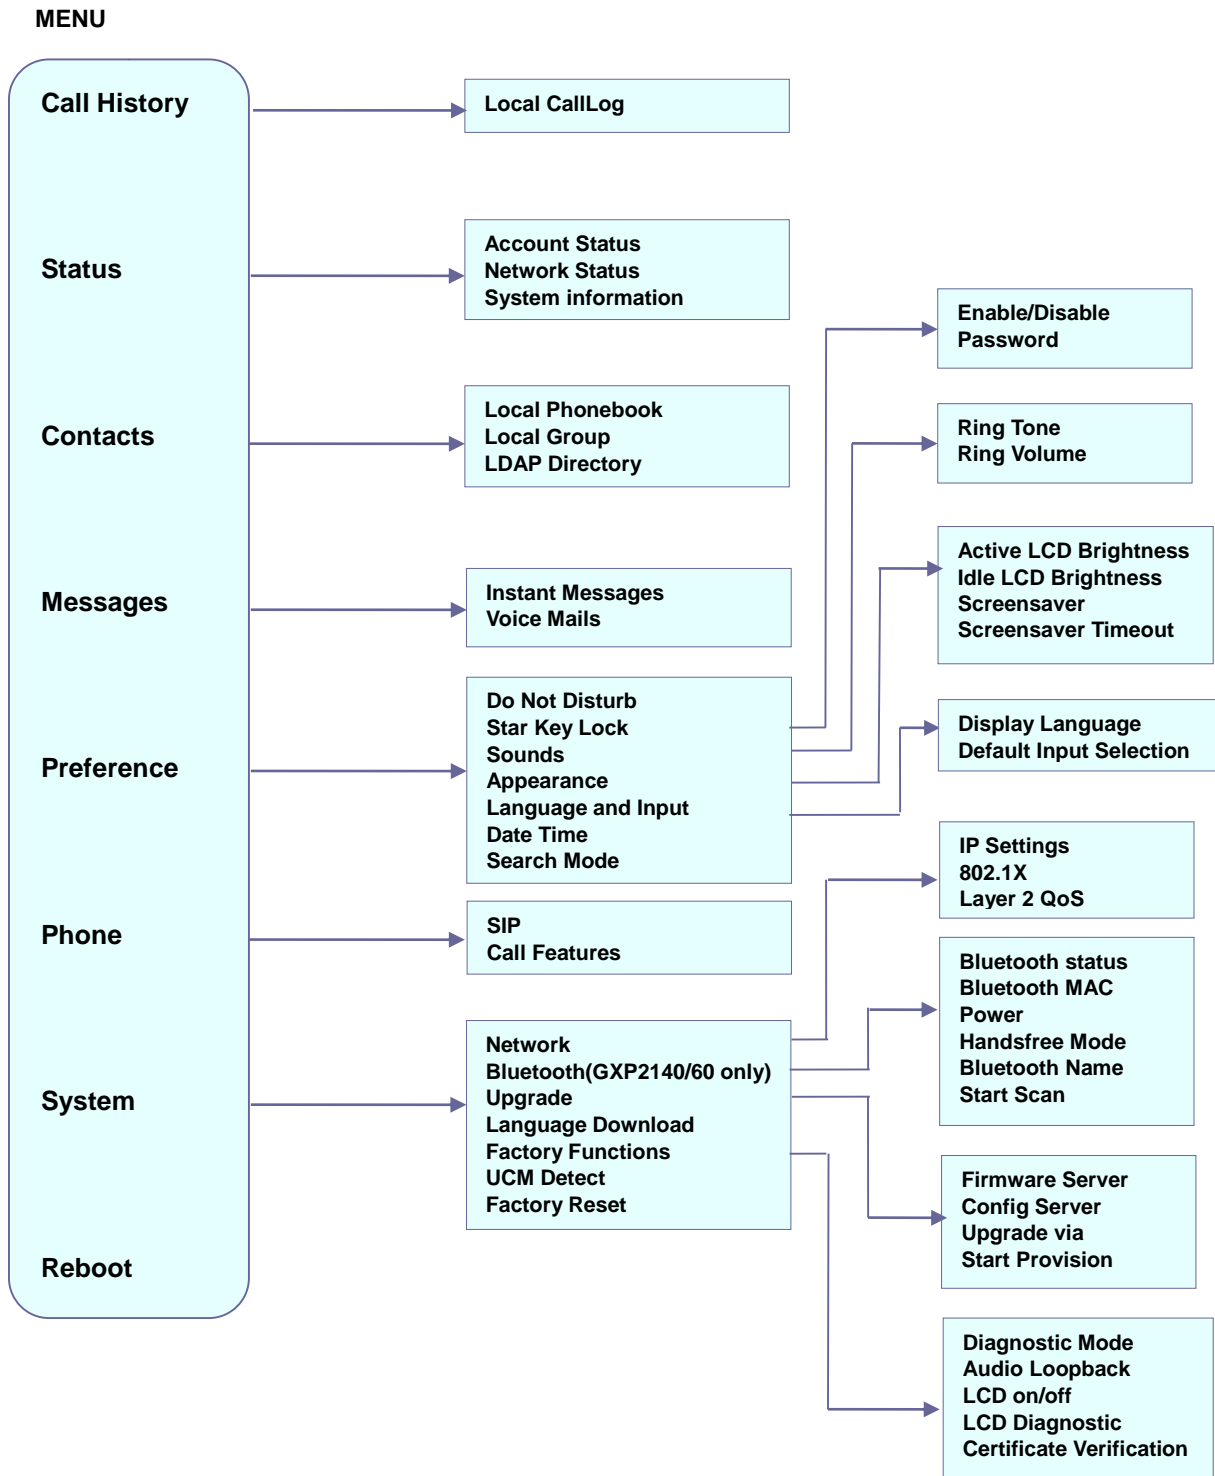 MENU
Call History
Local CallLog
Status
Account Status
Network Status
System information
Contacts
Local Phonebook
Local Group
LDAP Directory
Messages
Instant Messages
Voice Mails
Preference
Do Not Disturb
Star Key Lock
Sounds
Appearance
Language and Input
Date Time
Search Mode
Enable/Disable
Password
Ring Tone
Ring Volume
Active LCD Brightness
Idle LCD Brightness
Screensaver
Screensaver Timeout
Display Language
Default Input Selection
Phone
SIP
Call Features
System
Network
Bluetooth(GXP2140/60 only)
Upgrade
Language Download
Factory Functions
UCM Detect
Factory Reset
IP Settings
802.1X
Layer 2 QoS
Bluetooth status
Bluetooth MAC
Power
Handsfree Mode
Bluetooth Name
Start Scan
Firmware Server
Config Server
Upgrade via
Start Provision
Diagnostic Mode
Audio Loopback
LCD on/off
LCD Diagnostic
Certificate Verification
Reboot